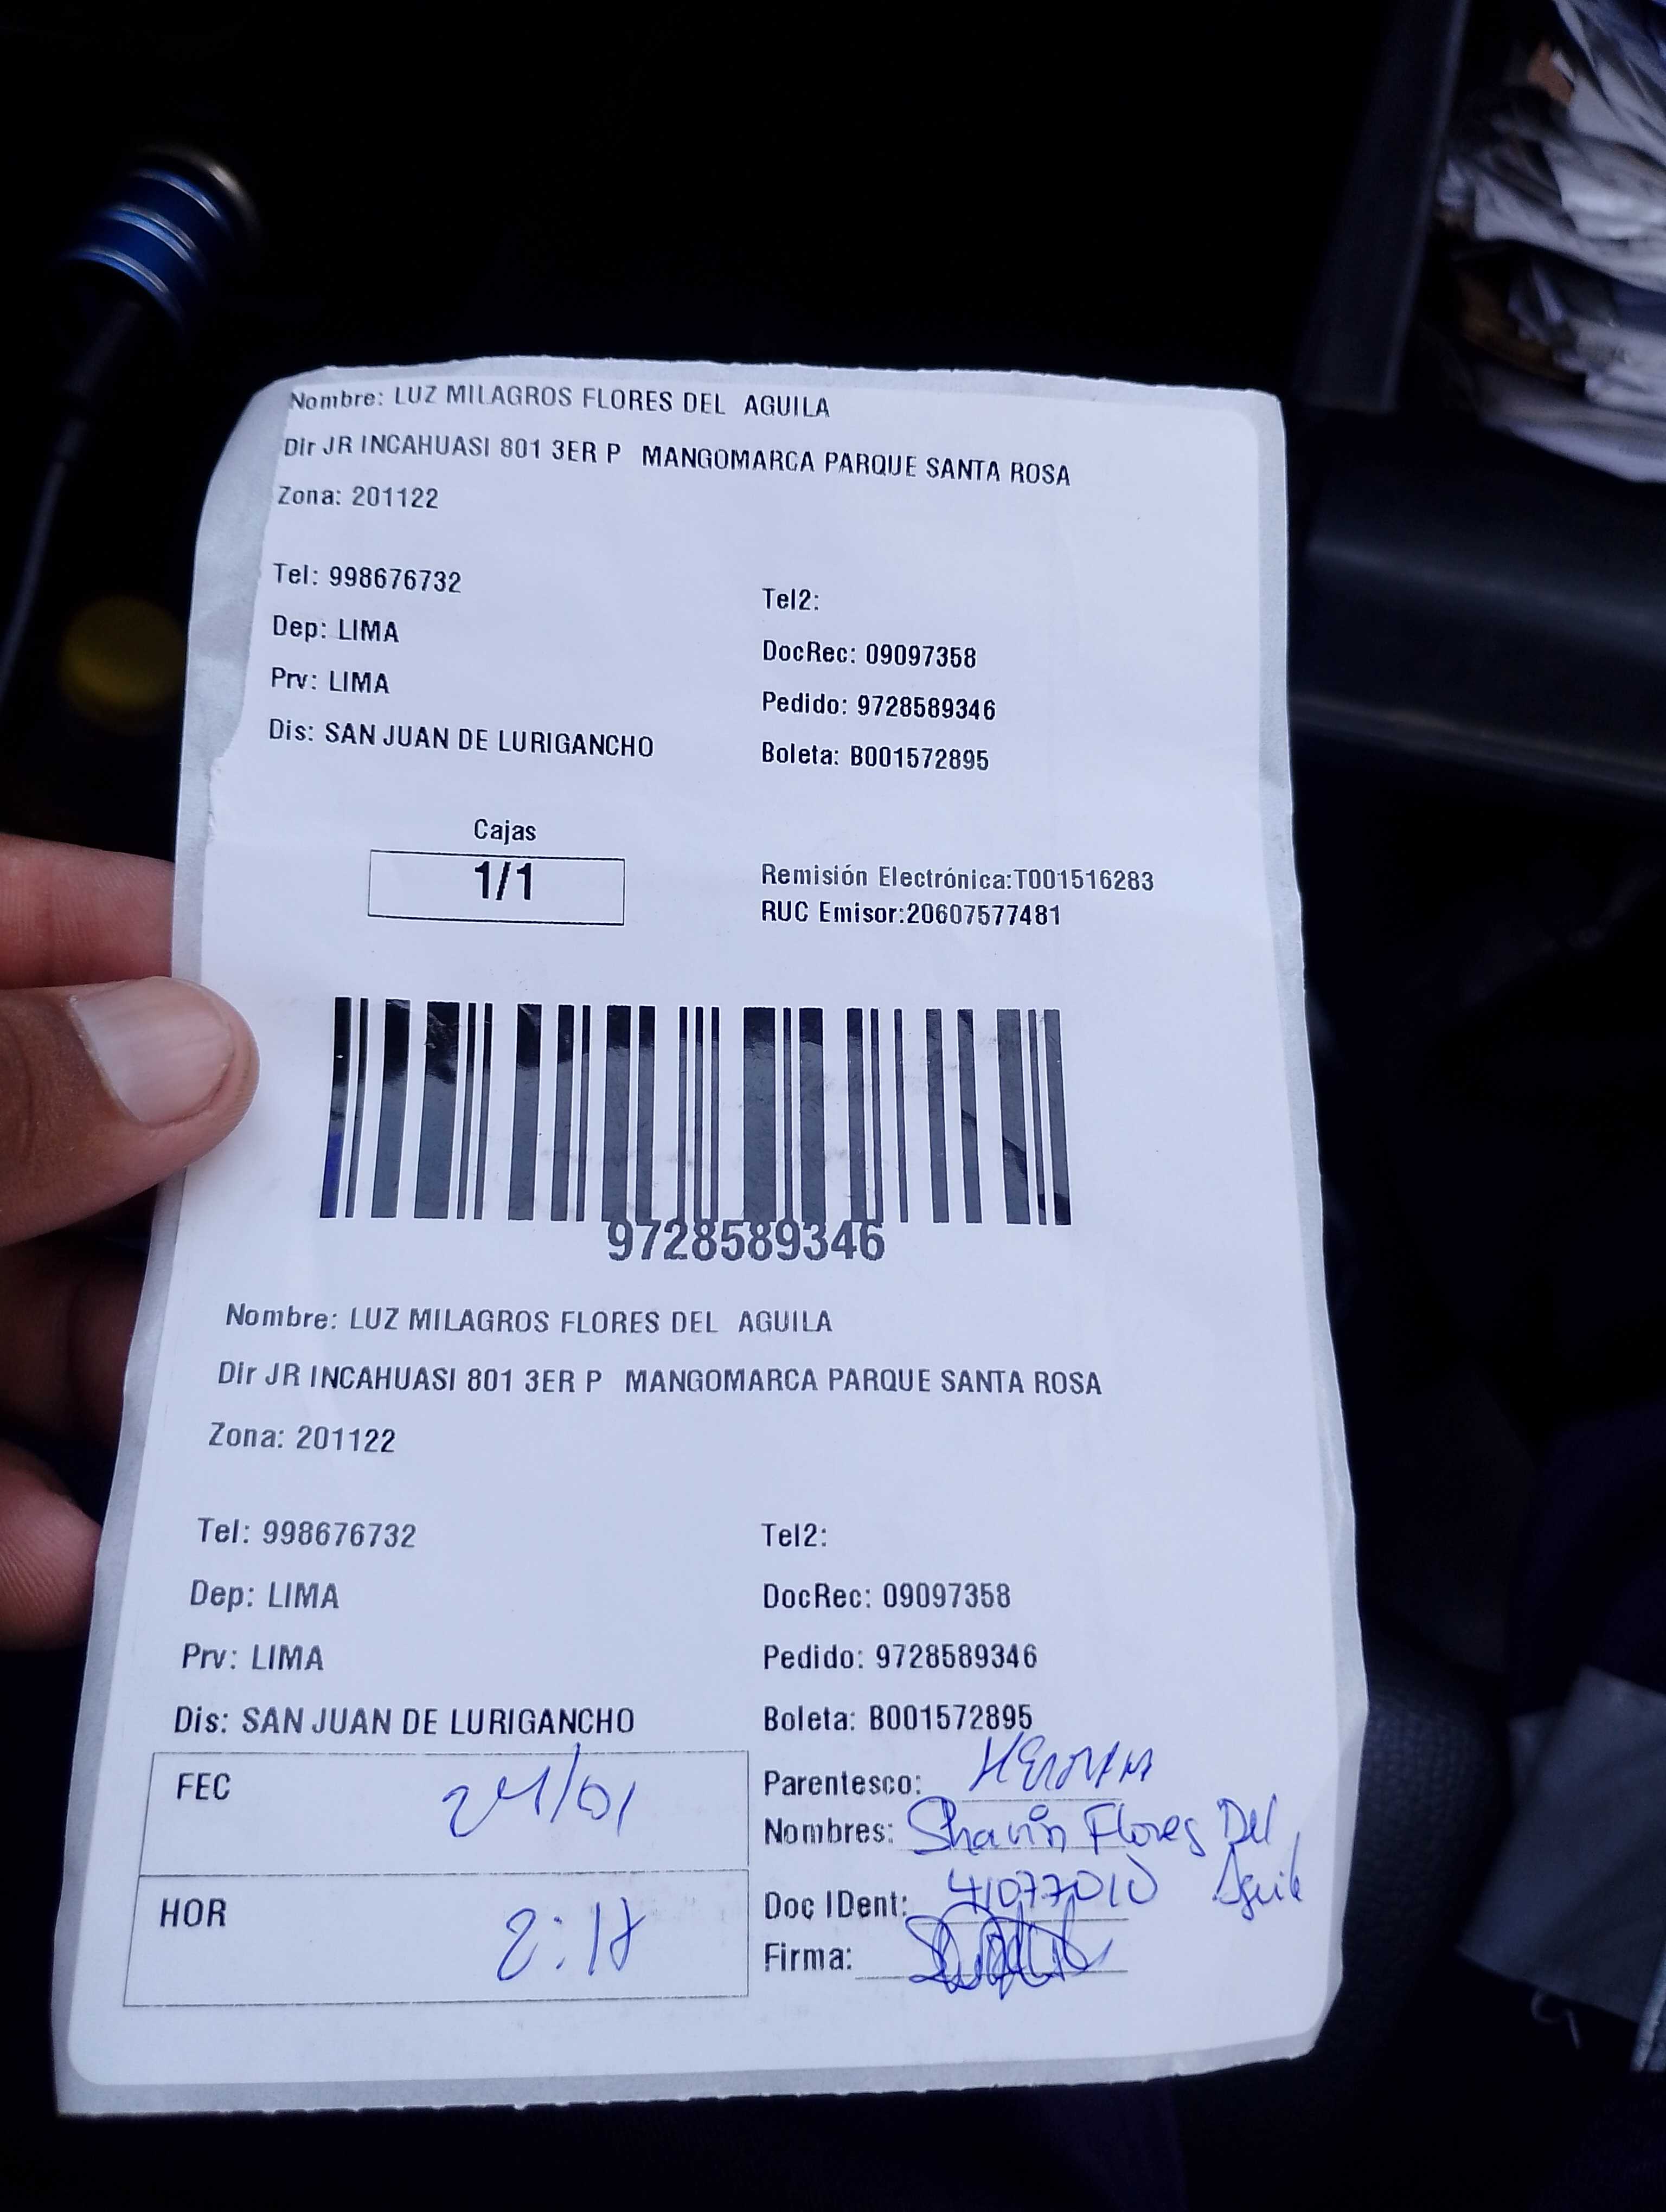 Nombre: LUZ MILAGROS FLORES DEL AGUILA
Dir JR INCAHUASI 801 3ER P MANGOMARCA PARQUE SANTA ROSA
Zona: 201122
Tel: 998676732
Tel2:
Dep: LIMA
DocRec: 09097358
Prv: LIMA
Pedido: 9728589346
Dis: SAN JUAN DE LURIGANCHO
Boleta: B001572895
Cajas
1/1
Remisión Electrónica:T001516283
RUC Emisor:20607577481
9728589346
Nombre: LUZ MILAGROS FLORES DEL AGUILA
Dir JR INCAHUASI 801 3ER P MANGOMARCA PARQUE SANTA ROSA
Zona: 201122
Tel: 998676732
Tel2:
Dep: LIMA
DocRec: 09097358
Prv: LIMA
Pedido: 9728589346
Dis: SAN JUAN DE LURIGANCHO
Boleta: B001572895
FEC 24/01
Parentesco:
Nombres: Flores Del
Aguila
HOR
Doc IDent: 41077010
Firma: